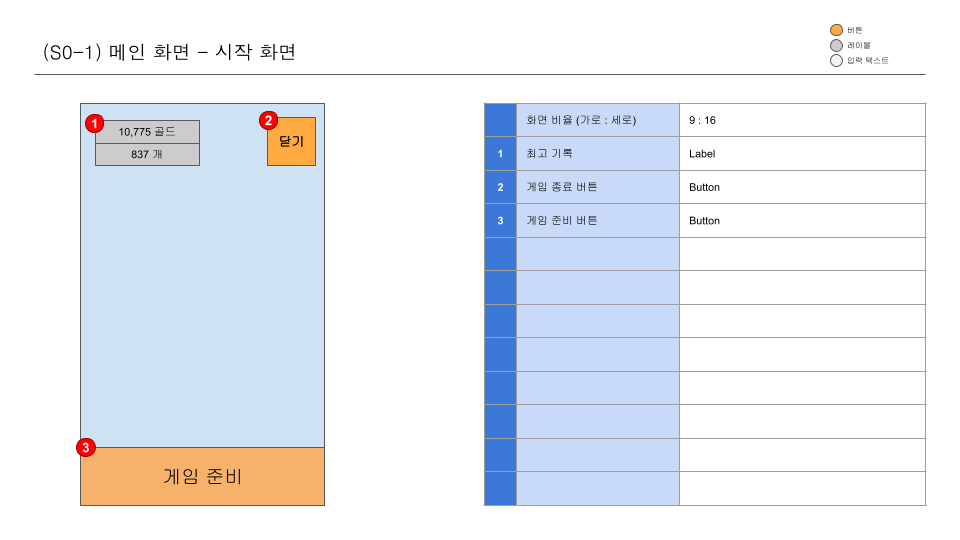 (S0-1) 메인 화면 - 시작 화면
버튼
레이블
입력 텍스트
1
10,775 골드
837 개
2
닫기
3
게임 준비
화면 비율 (가로 : 세로) 9 : 16
1 최고 기록 Label
2 게임 종료 버튼 Button
3 게임 준비 버튼 Button